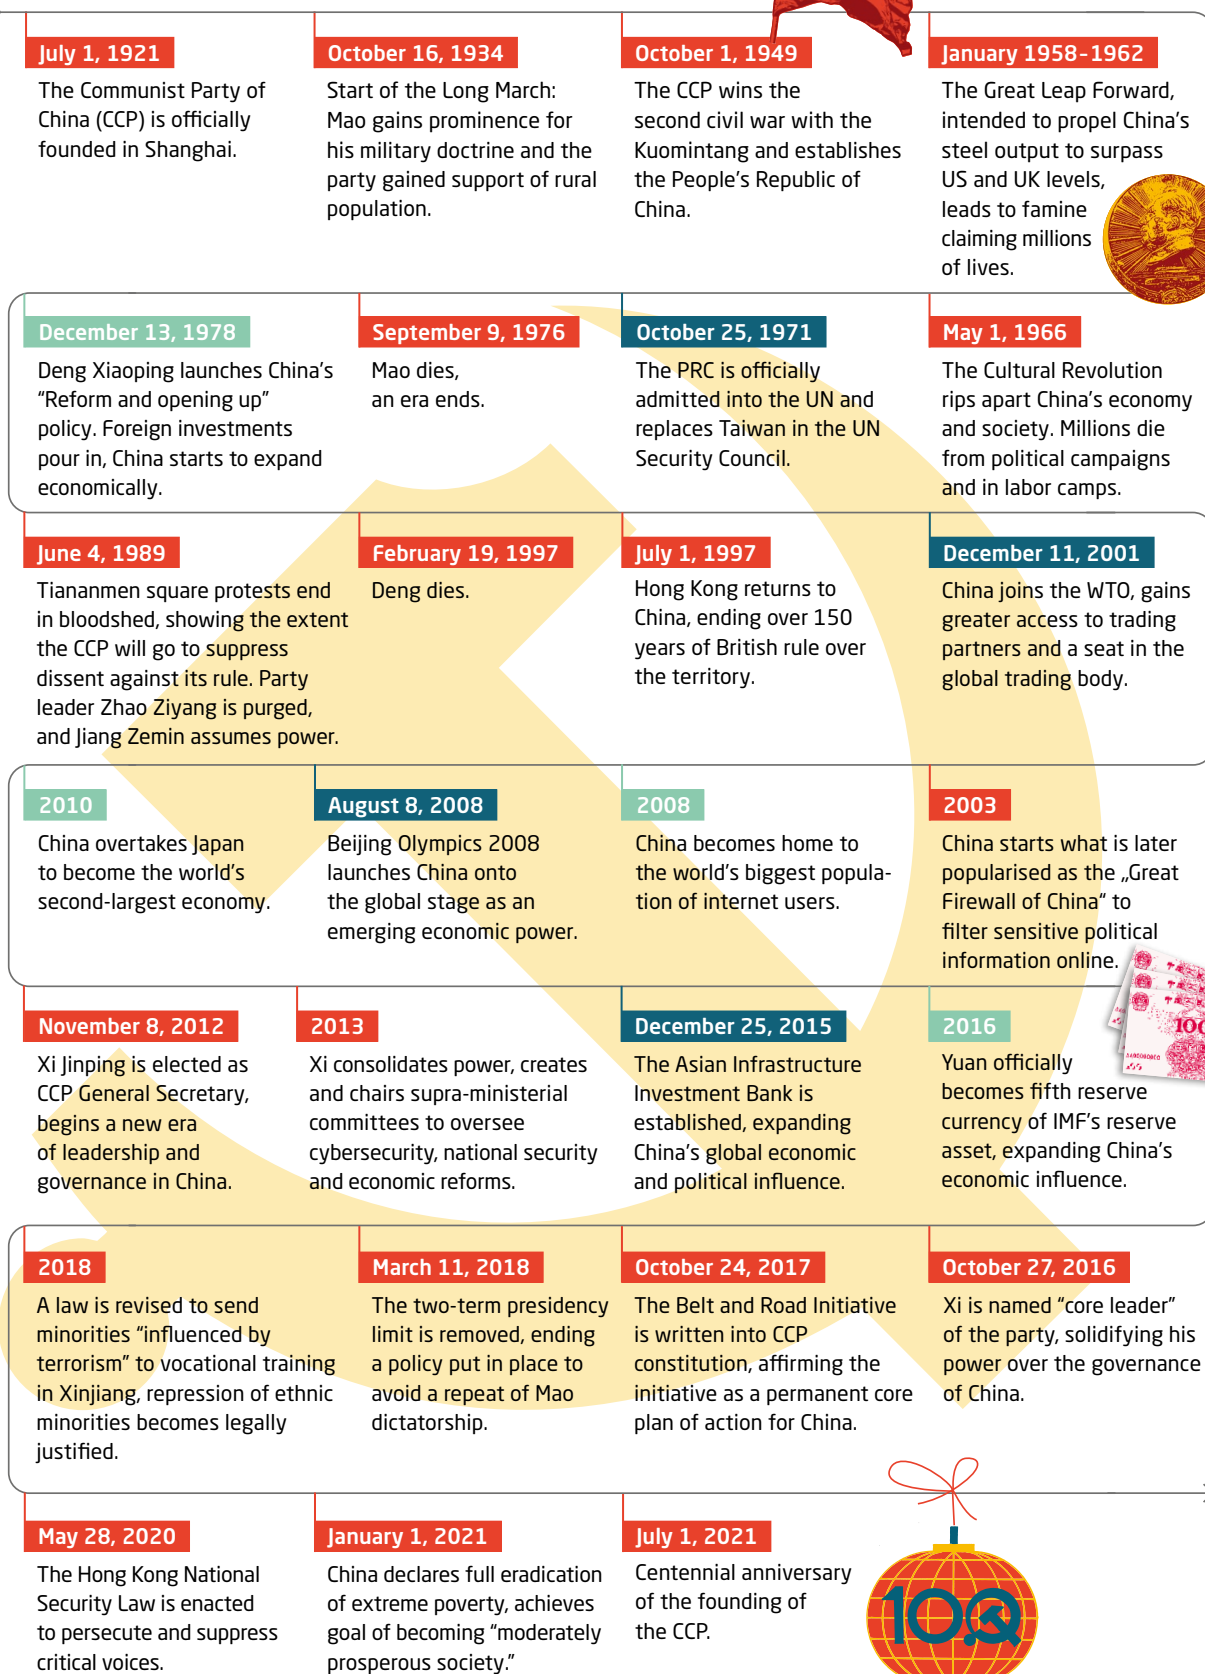 July 1, 1921
The Communist Party of
China (CCP) is officially
founded in Shanghai.
October 16, 1934
Start of the Long March:
Mao gains prominence for
his military doctrine and the
party gained support of rural
population.
October 1, 1949
The CCP wins the
second civil war with the
Kuomintang and establishes
the People's Republic of
China.
January 1958–1962
The Great Leap Forward,
intended to propel China's
steel output to surpass
US and UK levels,
leads to famine
claiming millions
of lives.
December 13, 1978
Deng Xiaoping launches China's
“Reform and opening up”
policy. Foreign investments
pour in, China starts to expand
economically.
September 9, 1976
Mao dies,
an era ends.
October 25, 1971
The PRC is officially
admitted into the UN and
replaces Taiwan in the UN
Security Council.
May 1, 1966
The Cultural Revolution
rips apart China's economy
and society. Millions die
from political campaigns
and in labor camps.
June 4, 1989
Tiananmen square protests end
in bloodshed, showing the extent
the CCP will go to suppress
dissent against its rule. Party
leader Zhao Ziyang is purged,
and Jiang Zemin assumes power.
February 19, 1997
Deng dies.
July 1, 1997
Hong Kong returns to
China, ending over 150
years of British rule over
the territory.
December 11, 2001
China joins the WTO, gains
greater access to trading
partners and a seat in the
global trading body.
2010
China overtakes Japan
to become the world's
second-largest economy.
August 8, 2008
Beijing Olympics 2008
launches China onto
the global stage as an
emerging economic power.
2008
China becomes home to
the world's biggest popula-
tion of internet users.
2003
China starts what is later
popularised as the „Great
Firewall of China“ to
filter sensitive political
information online.
November 8, 2012
Xi Jinping is elected as
CCP General Secretary,
begins a new era
of leadership and
governance in China.
2013
Xi consolidates power, creates
and chairs supra-ministerial
committees to oversee
cybersecurity, national security
and economic reforms.
December 25, 2015
The Asian Infrastructure
Investment Bank is
established, expanding
China's global economic
and political influence.
2016
Yuan officially
becomes fifth reserve
currency of IMF's reserve
asset, expanding China's
economic influence.
100
2018
A law is revised to send
minorities “influenced by
terrorism” to vocational training
in Xinjiang, repression of ethnic
minorities becomes legally
justified.
March 11, 2018
The two-term presidency
limit is removed, ending
a policy put in place to
avoid a repeat of Mao
dictatorship.
October 24, 2017
The Belt and Road Initiative
is written into CCP
constitution, affirming the
initiative as a permanent core
plan of action for China.
October 27, 2016
Xi is named “core leader”
of the party, solidifying his
power over the governance
of China.
May 28, 2020
The Hong Kong National
Security Law is enacted
to persecute and suppress
critical voices.
January 1, 2021
China declares full eradication
of extreme poverty, achieves
goal of becoming “moderately
prosperous society.”
July 1, 2021
Centennial anniversary
of the founding of
the CCP.
100